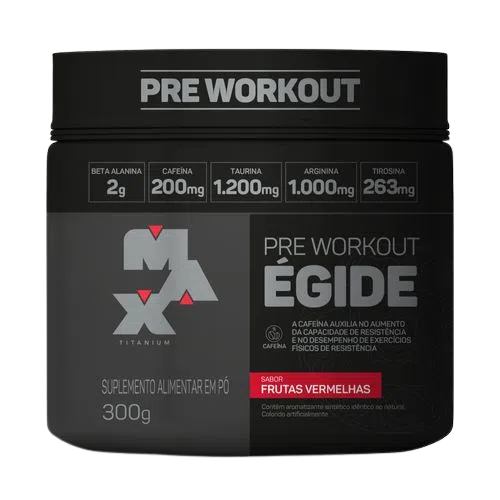 PRE WORKOUT
BETA ALANINA
2g
CAFEÍNA
200mg
TAURINA
1.200mg
ARGININA
1.000mg
TIROSINA
263mg
MAX
TITANIUM
SUPLEMENTO ALIMENTAR EM PÓ
300g
PRE WORKOUT
ÉGIDE
CAFEÍNA
A CAFEÍNA AUXILIA NO AUMENTO
DA CAPACIDADE DE RESISTÊNCIA
E NO DESEMPENHO DE EXERCÍCIOS
FÍSICOS DE RESISTÊNCIA
SABOR
FRUTAS VERMELHAS
Contém aromatizante sintético idêntico ao natural.
Colorido artificialmente.